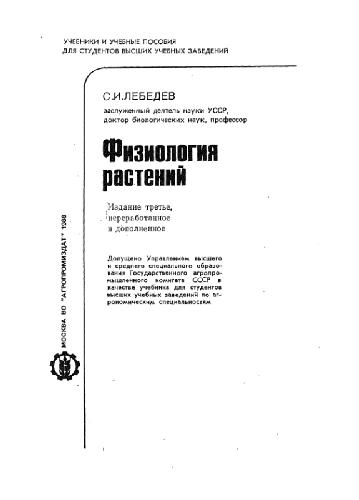 УЧЕБНИКИ И УЧЕБНЫЕ ПОСОБИЯ
ДЛЯ СТУДЕНТОВ ВЫСШИХ УЧЕБНЫХ ЗАВЕДЕНИЙ
С.И.ЛЕБЕДЕВ
заслуженный деятель науки УССР,
доктор биологических наук, профессор
Физиология
растений
Издание третье,
переработанное
и дополненное
Допущено Управлением высшего
и среднего специального образо-
вания Государственного агропро-
мышленного комитета СССР в
качестве учебника для студентов
высших учебных заведений по аг-
рономическим специальностям
МОСКВА ВО "АГРОПРОМИЗДАТ" 1988